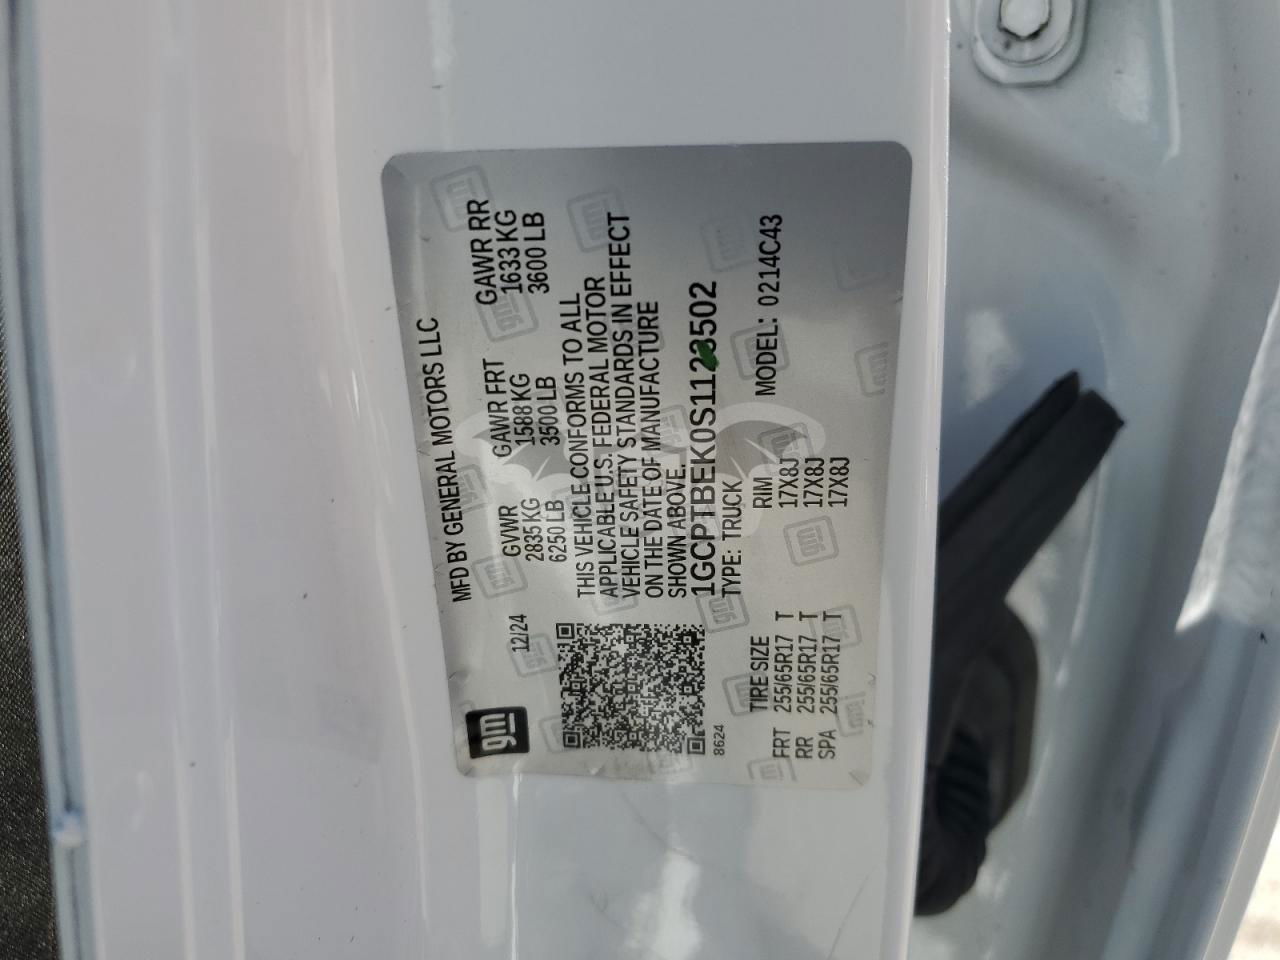 MFD BY GENERAL MOTORS LLC
gm
12/24
GVWR GAWR FRT GAWR RR
2835 KG 1588 KG 1633 KG
6250 LB 3500 LB 3600 LB
THIS VEHICLE CONFORMS TO ALL
APPLICABLE U.S. FEDERAL MOTOR
VEHICLE SAFETY STANDARDS IN EFFECT
ON THE DATE OF MANUFACTURE
SHOWN ABOVE.
8624
TYPE: TRUCK MODEL: 0214C43
TIRE SIZE RIM
FRT 255/65R17 T 17X8J
RR 255/65R17 T 17X8J
SPA 255/65R17 T 17X8J